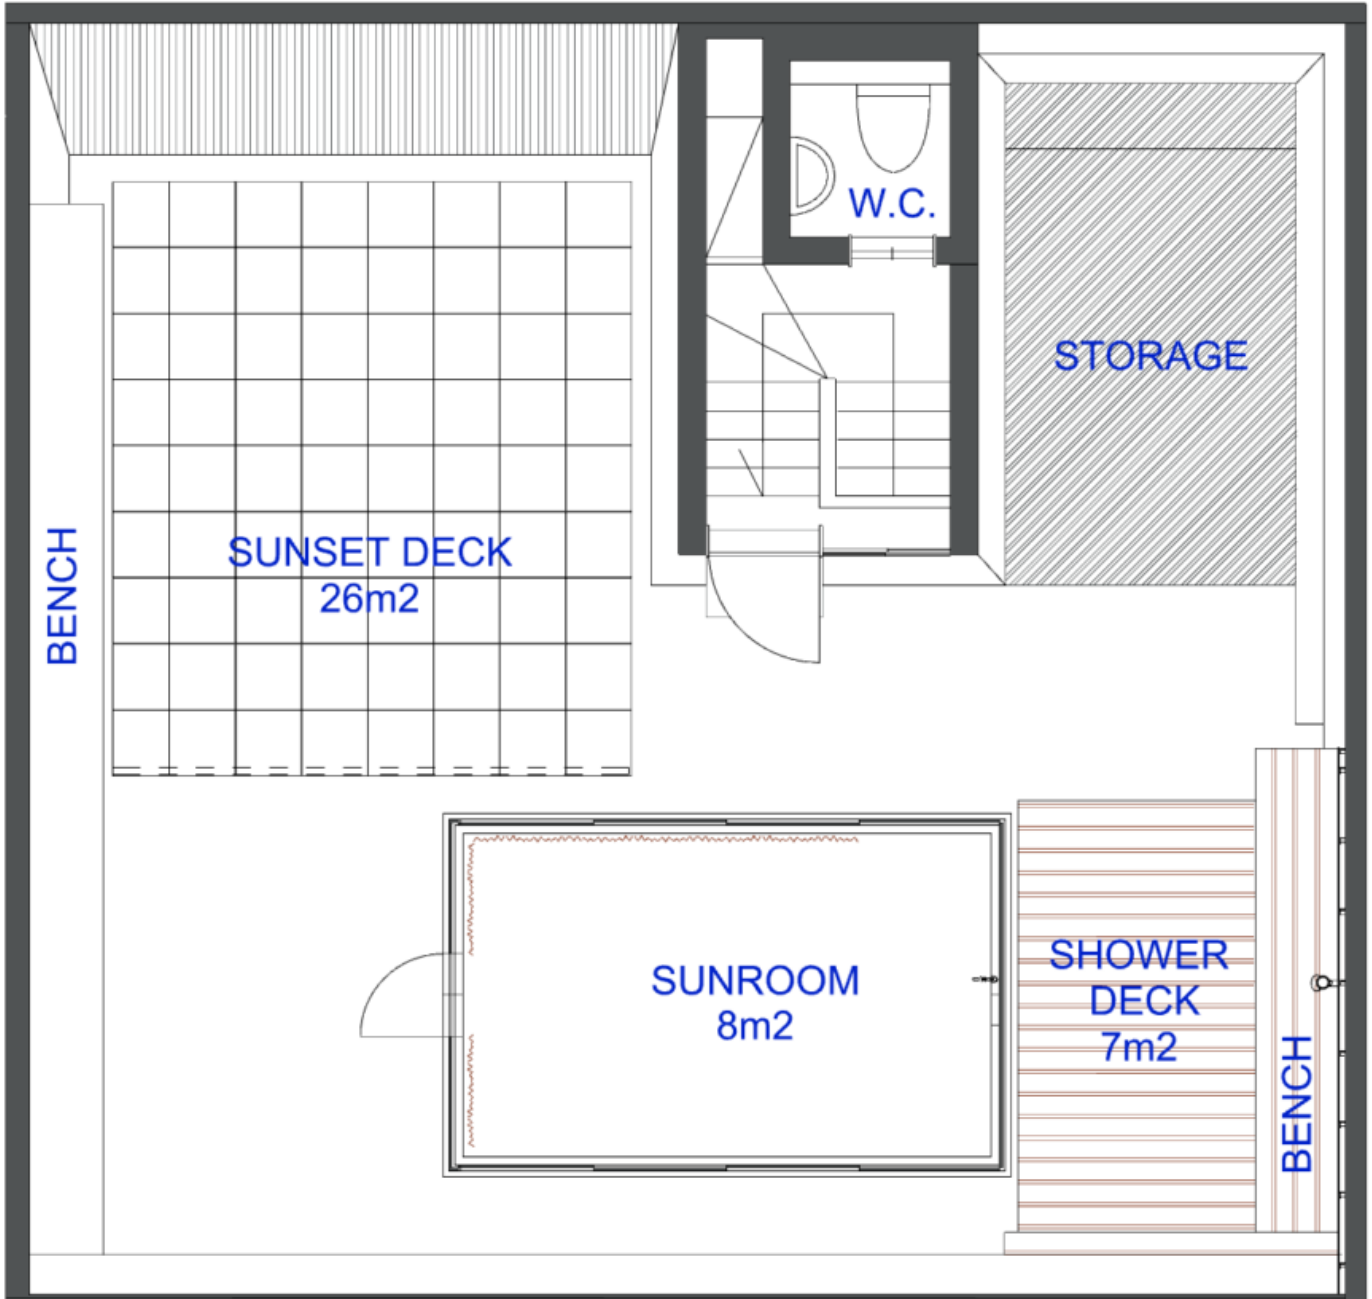 W.C.
STORAGE
BENCH
SUNSET DECK
26m2
SUNROOM
8m2
SHOWER
DECK
7m2
BENCH